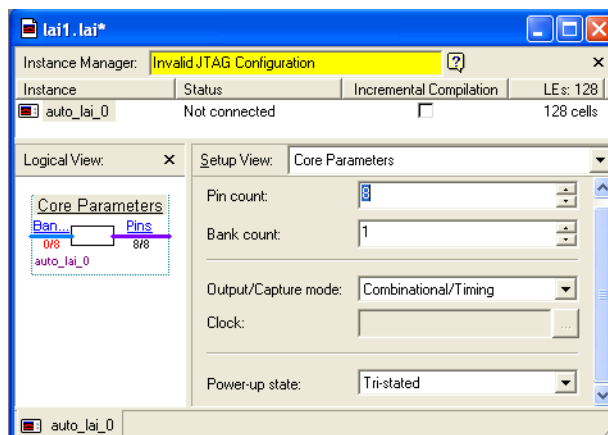 lai1.lai*
Instance Manager: Invalid JTAG Configuration ?
Instance Status Incremental Compilation LEs: 128
auto_lai_0 Not connected 128 cells
Logical View: Setup View: Core Parameters
Core Parameters
Ban... Pins
0/8 8/8
auto_lai_0
Pin count: 8
Bank count: 1
Output/Capture mode: Combinational/Timing
Clock: ...
Power-up state: Tri-stated
auto_lai_0